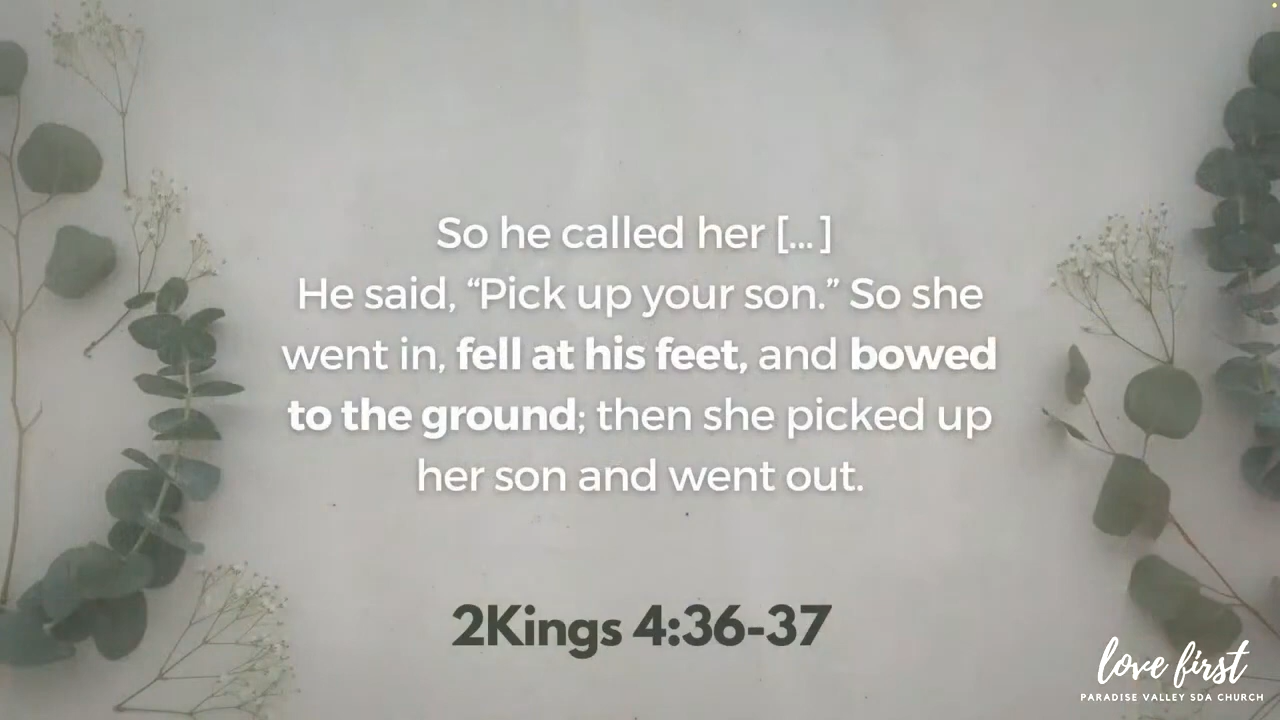 So he called her [...]
He said, “Pick up your son.” So she
went in, fell at his feet, and bowed
to the ground; then she picked up
her son and went out.
2Kings 4:36-37
love first
PARADISE VALLEY SDA CHURCH